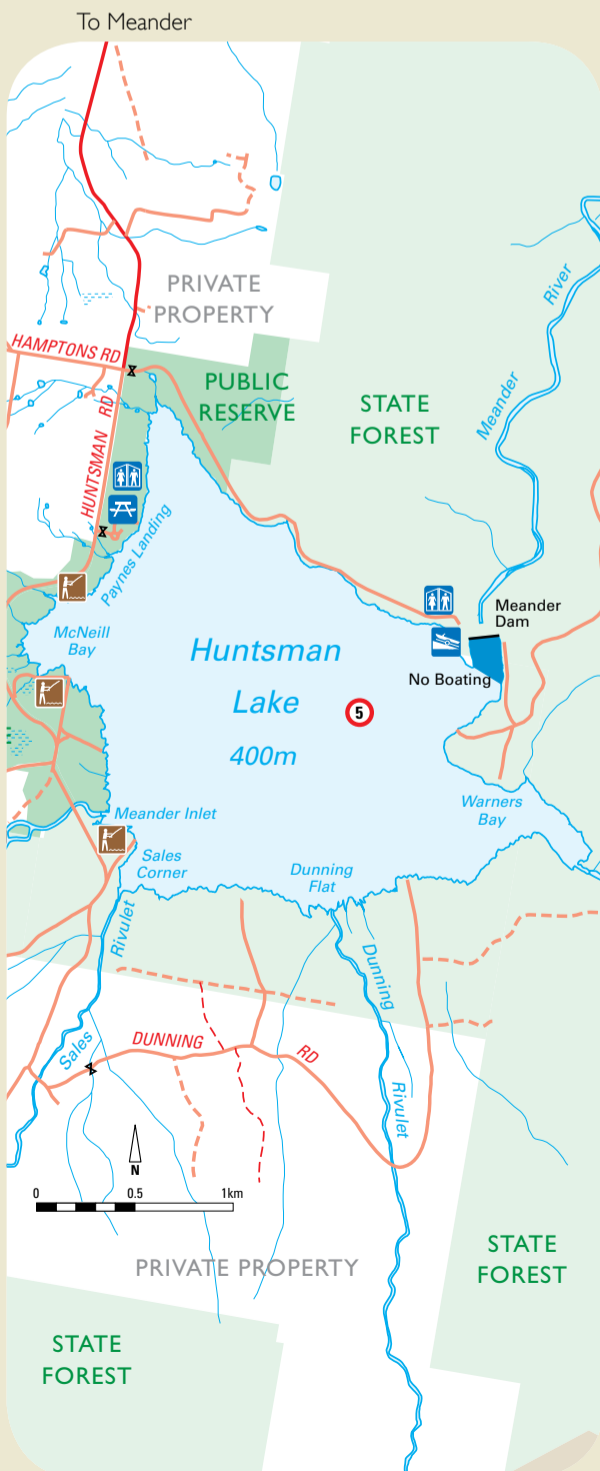 To Meander
River
PRIVATE
PROPERTY
HAMPTONS RD
PUBLIC
RESERVE
STATE
FOREST
Meander
HUNTSMAN RD
Paynes Landing
Meander
Dam
McNeill
Bay
Huntsman
Lake
400m
5
No Boating
Meander Inlet
Warners
Bay
Sales
Corner
Dunning
Flat
Rivulet
Dunning
Sales
DUNNING RD
Rivulet
N
0 0.5 1km
PRIVATE PROPERTY
STATE
FOREST
STATE
FOREST